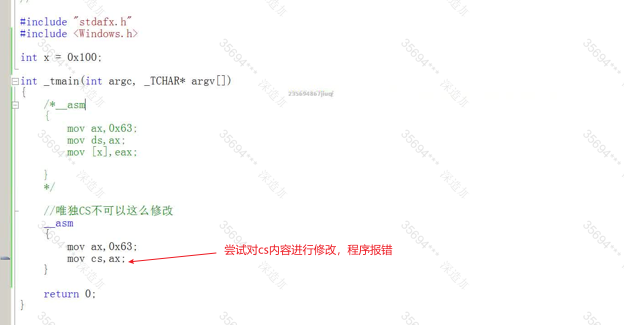 #include "stdafx.h"
#include <Windows.h>
int x = 0x100;
int _tmain(int argc, _TCHAR* argv[])
{
/*__asm
{
mov ax,0x63;
mov ds,ax;
mov [x],eax;
}
*/
//唯独CS不可以这么修改
__asm
{
mov ax,0x63;
mov cs,ax;
尝试对cs内容进行修改，程序报错
}
return 0;
}